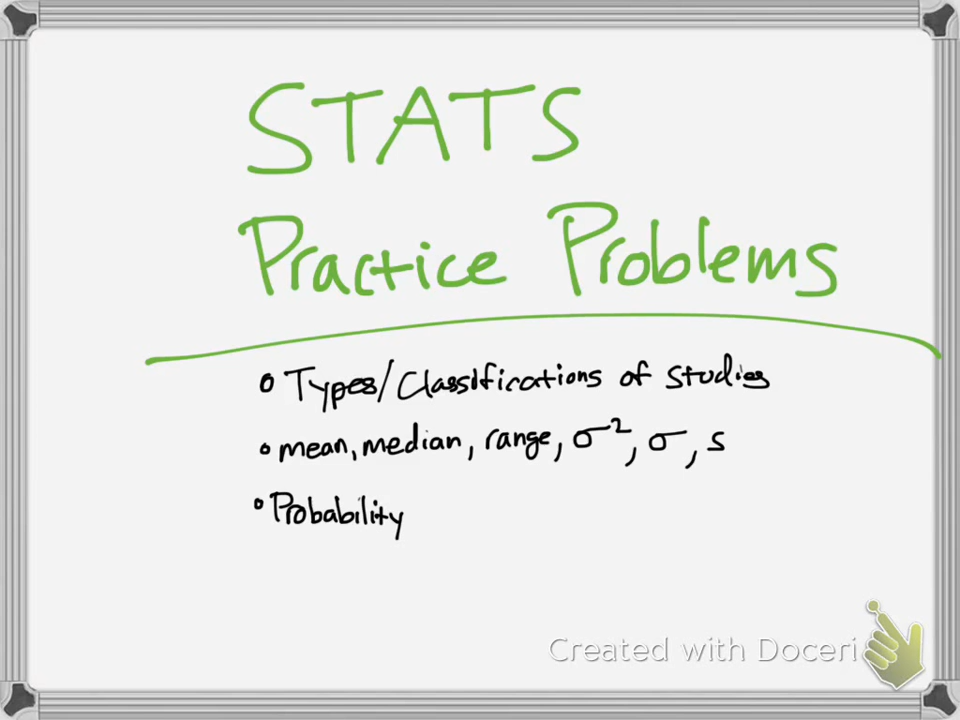 STATS
Practice Problems
Types/Classifications of studies
mean, median, range, σ², σ, s
Probability
Created with Doceri